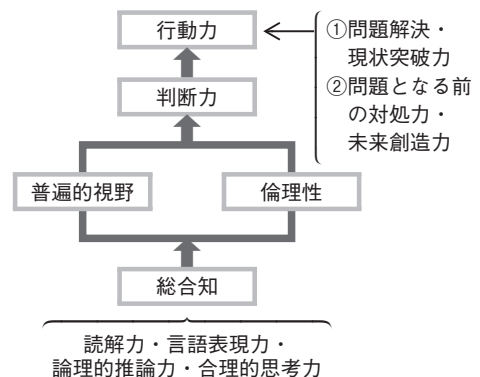 行動力
①問題解決・
現状突破力
②問題となる前
の対処力・
未来創造力
判断力
普遍的視野
倫理性
総合知
読解力・言語表現力・
論理的推論力・合理的思考力